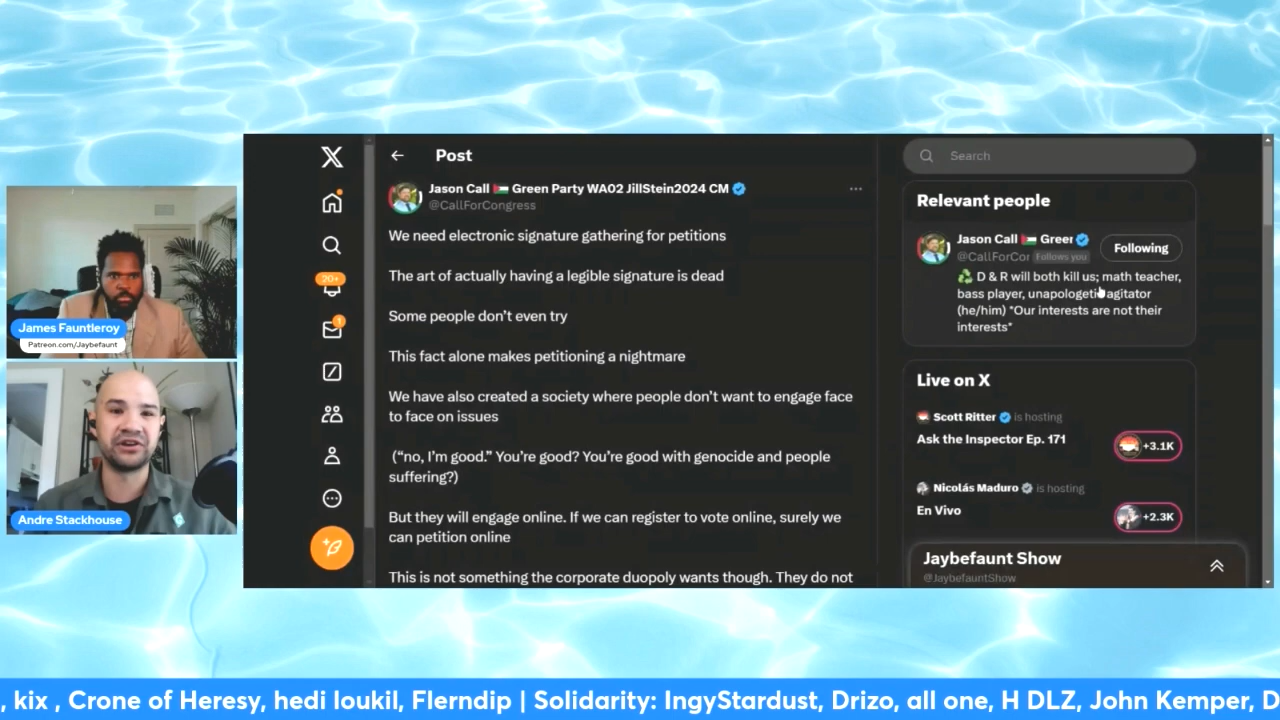 James Fauntleroy
Patreon.com/Jaybefaunt
Andre Stackhouse
20+
1
Post
Jason Call 🇵🇸 Green Party WA02 JillStein2024 CM
@CallForCongress
We need electronic signature gathering for petitions
The art of actually having a legible signature is dead
Some people don't even try
This fact alone makes petitioning a nightmare
We have also created a society where people don't want to engage face
to face on issues
("no, I'm good." You're good? You're good with genocide and people
suffering?)
But they will engage online. If we can register to vote online, surely we
can petition online
This is not something the corporate duopoly wants though. They do not
Search
Relevant people
Jason Call 🇵🇸 Greer
@CallForCor Follows you
Following
♻️ D & R will both kill us; math teacher,
bass player, unapologetic agitator
(he/him) *Our interests are not their
interests*
Live on X
Scott Ritter is hosting
Ask the Inspector Ep. 171
+3.1K
Nicolás Maduro is hosting
En Vivo
+2.3K
Jaybefaunt Show
@JaybefauntShow
, kix , Crone of Heresy, hedi loukil, Flerndip | Solidarity: IngyStardust, Drizo, all one, H DLZ, John Kemper, D